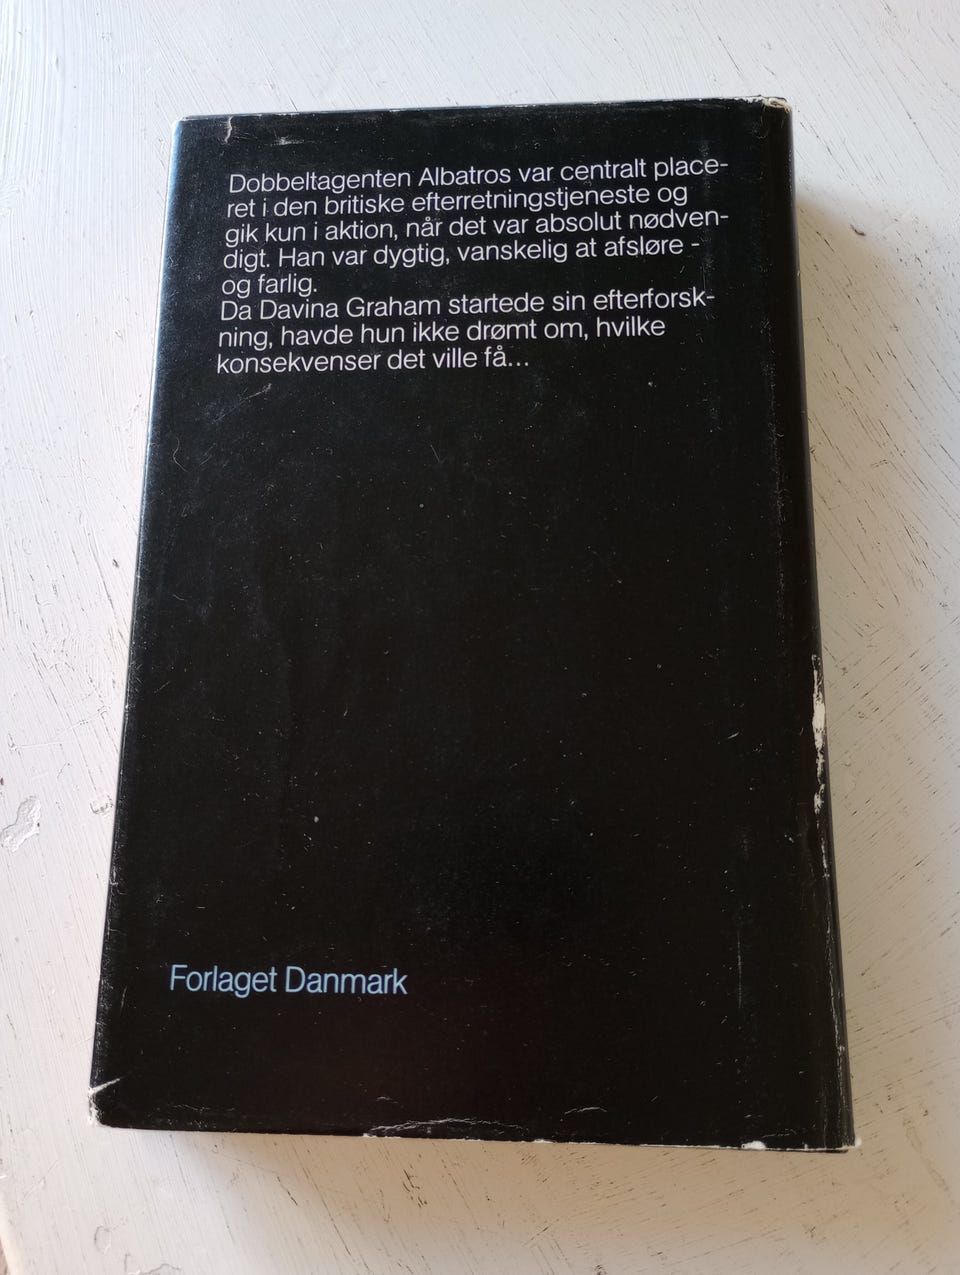 Dobbeltagenten Albatros var centralt place-
ret i den britiske efterretningstjeneste og
gik kun i aktion, når det var absolut nødven-
digt. Han var dygtig, vanskelig at afsløre -
og farlig.
Da Davina Graham startede sin efterforsk-
ning, havde hun ikke drømt om, hvilke
konsekvenser det ville få...
Forlaget Danmark